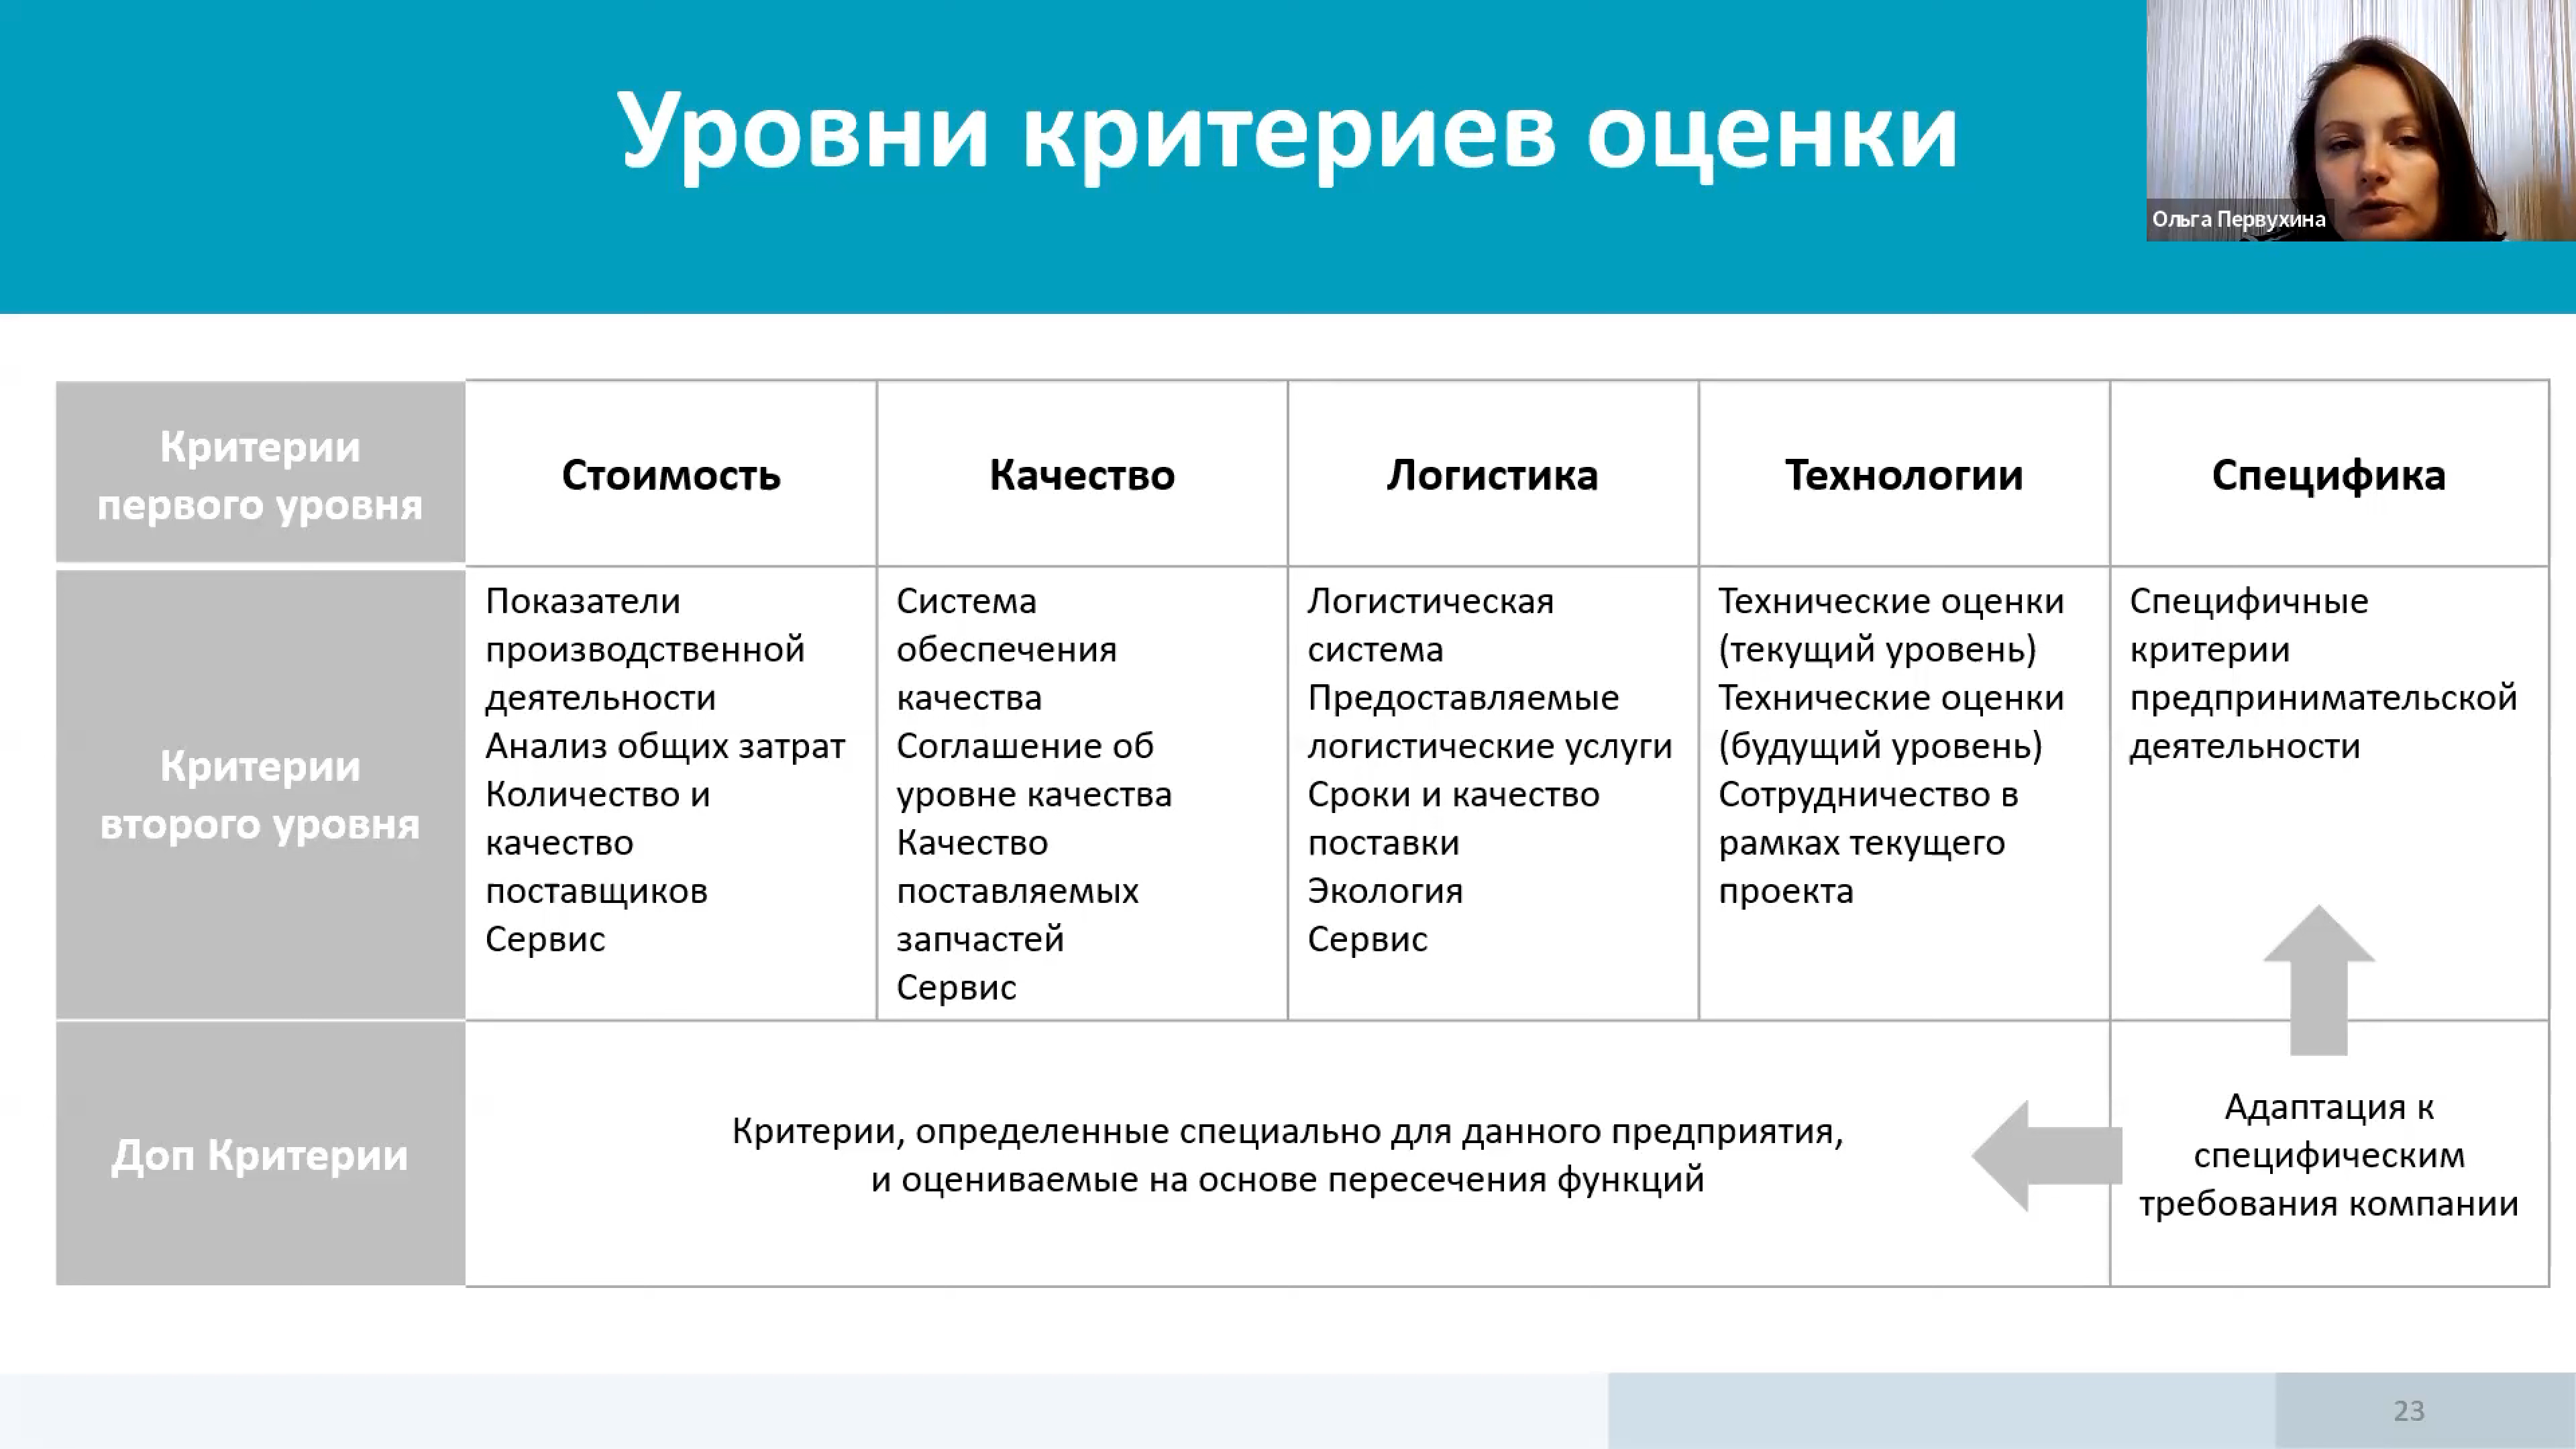 Уровни критериев оценки
Ольга Первухина
Критерии
первого уровня
Стоимость
Качество
Логистика
Технологии
Специфика
Критерии
второго уровня
Показатели
производственной
деятельности
Анализ общих затрат
Количество и
качество
поставщиков
Сервис
Система
обеспечения
качества
Соглашение об
уровне качества
Качество
поставляемых
запчастей
Сервис
Логистическая
система
Предоставляемые
логистические услуги
Сроки и качество
поставки
Экология
Сервис
Технические оценки
(текущий уровень)
Технические оценки
(будущий уровень)
Сотрудничество в
рамках текущего
проекта
Специфичные
критерии
предпринимательской
деятельности
Доп Критерии
Критерии, определенные специально для данного предприятия,
и оцениваемые на основе пересечения функций
Адаптация к
специфическим
требования компании
23